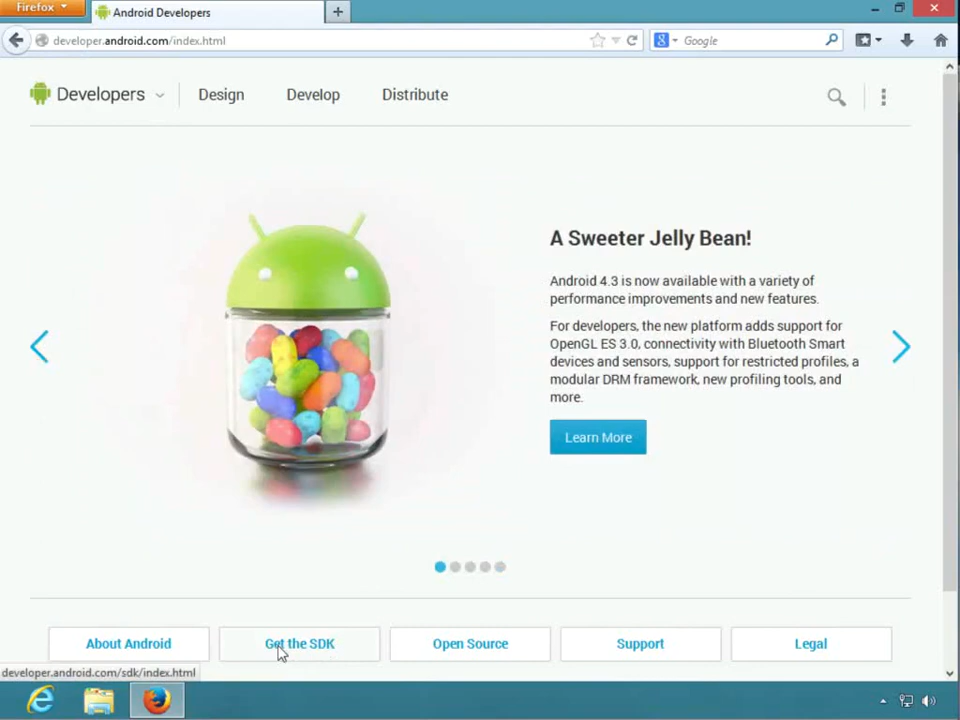 Firefox
Android Developers
developer.android.com/index.html
Google
Developers
Design
Develop
Distribute
A Sweeter Jelly Bean!
Android 4.3 is now available with a variety of
performance improvements and new features.
For developers, the new platform adds support for
OpenGL ES 3.0, connectivity with Bluetooth Smart
devices and sensors, support for restricted profiles, a
modular DRM framework, new profiling tools, and
more.
Learn More
About Android
Get the SDK
Open Source
Support
Legal
developer.android.com/sdk/index.html